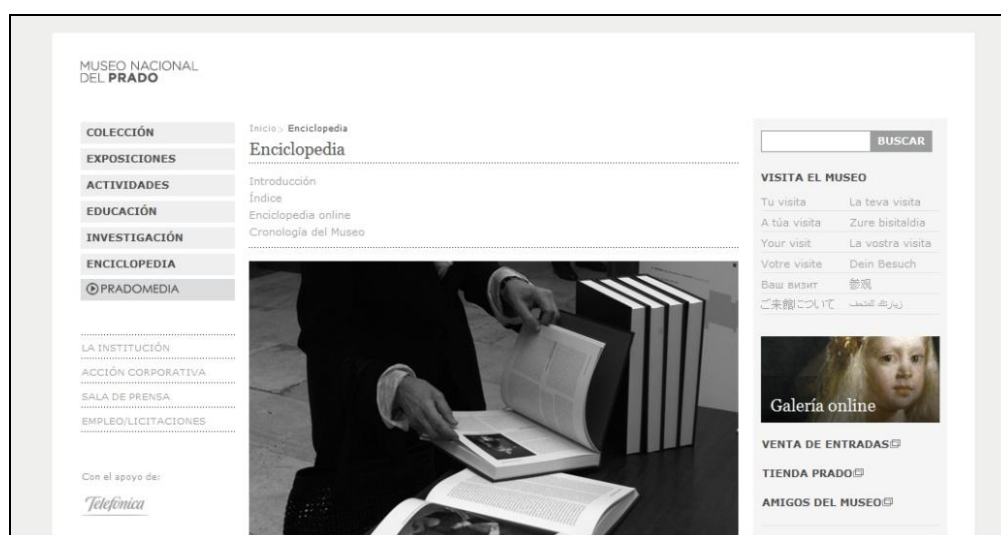 MUSEO NACIONAL
DEL PRADO
COLECCIÓN
EXPOSICIONES
ACTIVIDADES
EDUCACIÓN
INVESTIGACIÓN
ENCICLOPEDIA
PRADOMEDIA
LA INSTITUCIÓN
ACCIÓN CORPORATIVA
SALA DE PRENSA
EMPLEO/LICITACIONES
Con el apoyo de:
Telefónica
Inicio > Enciclopedia
Enciclopedia
Introducción
Índice
Enciclopedia online
Cronología del Museo
BUSCAR
VISITA EL MUSEO
Tu visita La teva visita
A túa visita Zure bisitaldia
Your visit La vostra visita
Votre visite Dein Besuch
Ваш визит 参观
ご来館について زيارتك للمتحف
Galería online
VENTA DE ENTRADAS
TIENDA PRADO
AMIGOS DEL MUSEO